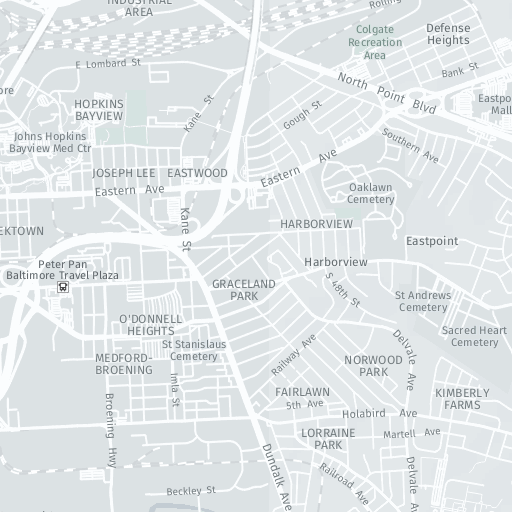 INDUSTRIAL
AREA
Rolling
Colgate
Recreation
Area
Defense
Heights
E Lombard St
Bank St
North Point Blvd
HOPKINS
BAYVIEW
Kane St
Gough St
Eastpo
Mall
Johns Hopkins
Bayview Med Ctr
Southern Ave
JOSEPH LEE
EASTWOOD
Eastern Ave
Eastern Ave
Oaklawn
Cemetery
Kane St
HARBORVIEW
EKTOWN
Eastpoint
Peter Pan
Baltimore Travel Plaza
Harborview
GRACELAND
PARK
S 48th St
St Andrews
Cemetery
O'DONNELL
HEIGHTS
Sacred Heart
Cemetery
St Stanislaus
Cemetery
Delvale Ave
MEDFORD-
BROENING
Railway Ave
NORWOOD
PARK
Imla St
FAIRLAWN
KIMBERLY
FARMS
5th Ave
Broening Hwy
Holabird Ave
LORRAINE
PARK
Martell Ave
Dundalk Ave
Railroad Ave
Delvale Ave
Beckley St